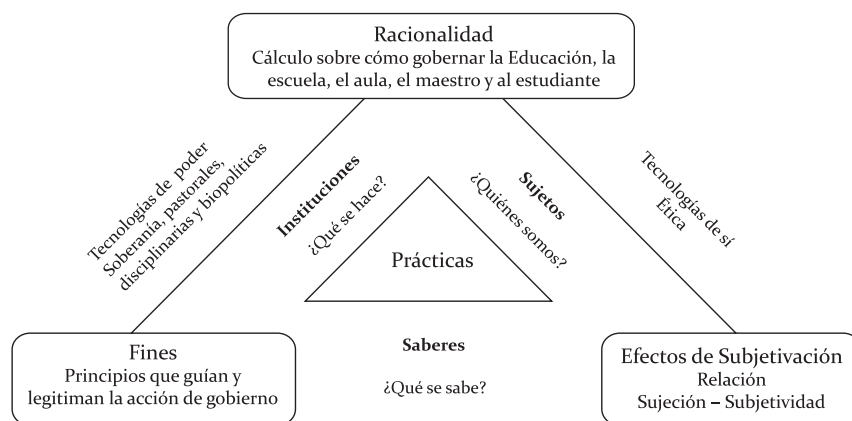 Racionalidad
Cálculo sobre cómo gobernar la Educación, la
escuela, el aula, el maestro y al estudiante
Tecnologías de poder
Soberanía, pastorales,
disciplinarias y biopolíticas
Instituciones
¿Qué se hace?
Sujetos
¿Quiénes somos?
Tecnologías de sí
Ética
Prácticas
Saberes
¿Qué se sabe?
Fines
Principios que guían y
legitiman la acción de gobierno
Efectos de Subjetivación
Relación
Sujeción – Subjetividad